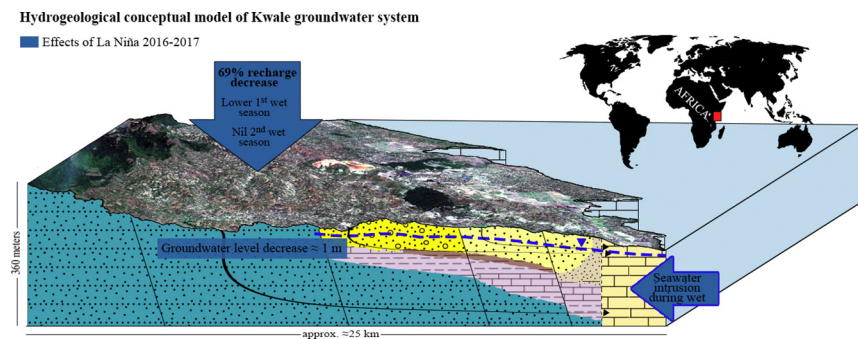 Hydrogeological conceptual model of Kwale groundwater system
Effects of La Niña 2016-2017
69% recharge
decrease
Lower 1st wet
season
Nil 2nd wet
season
AFRICA
Groundwater level decrease ≈ 1 m
360 meters
Seawater
intrusion
during wet
approx. ≈25 km